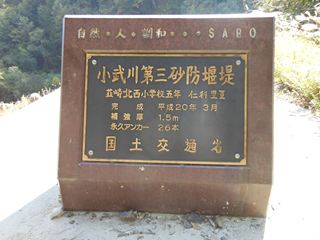 自然・人・調和・・・SABO
小武川第三砂防堰堤
韮崎北西小学校五年 仁科里夏
完成 平成20年3月
補強厚 1.5m
永久アンカー 26本
国土交通省